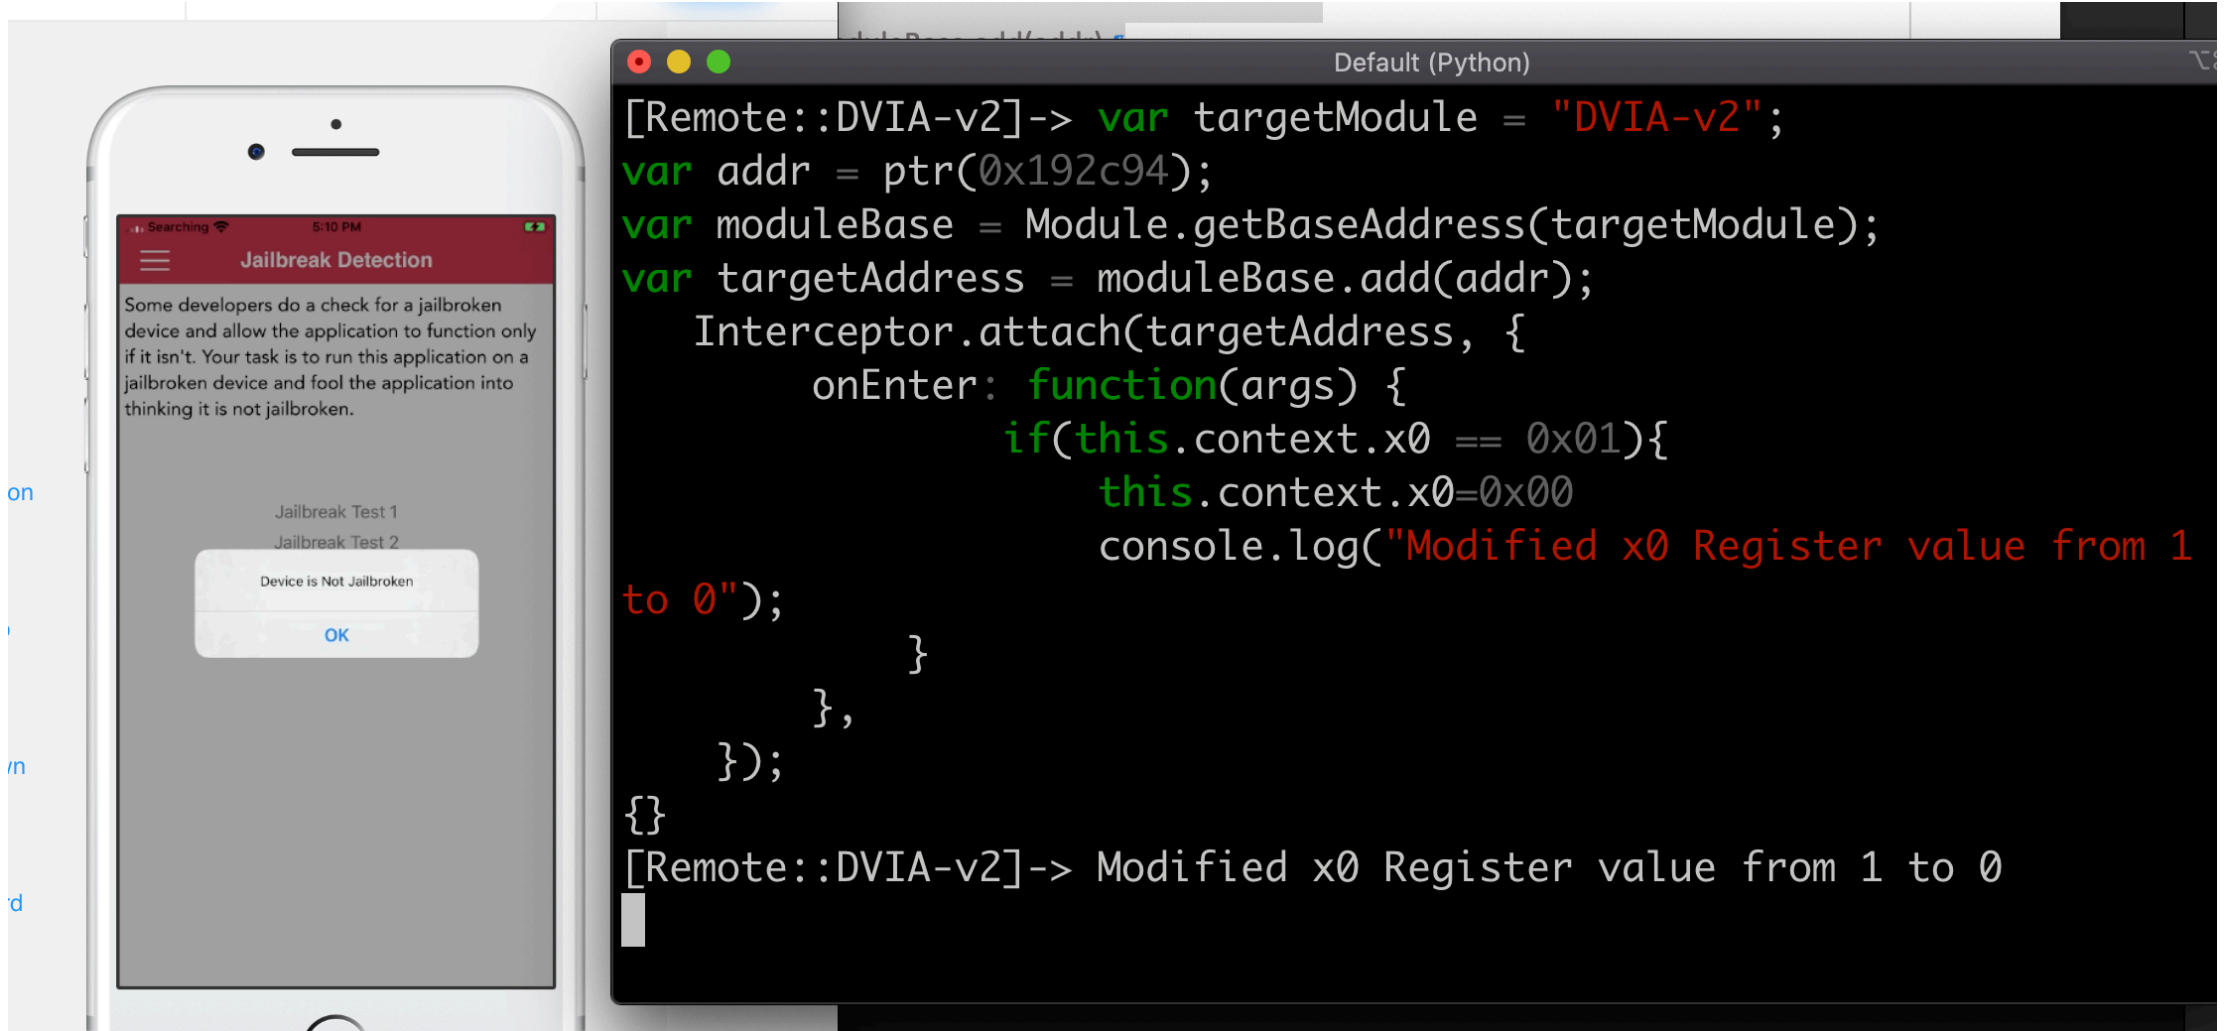 Default (Python)
Searching
5:10 PM
Jailbreak Detection
Some developers do a check for a jailbroken
device and allow the application to function only
if it isn't. Your task is to run this application on a
jailbroken device and fool the application into
thinking it is not jailbroken.
Jailbreak Test 1
Jailbreak Test 2
Device is Not Jailbroken
OK
on
rd
[Remote::DVIA-v2]-> var targetModule = "DVIA-v2";
var addr = ptr(0x192c94);
var moduleBase = Module.getBaseAddress(targetModule);
var targetAddress = moduleBase.add(addr);
Interceptor.attach(targetAddress, {
onEnter: function(args) {
if(this.context.x0 == 0x01){
this.context.x0=0x00
console.log("Modified x0 Register value from 1
to 0");
}
},
});
{}
[Remote::DVIA-v2]-> Modified x0 Register value from 1 to 0